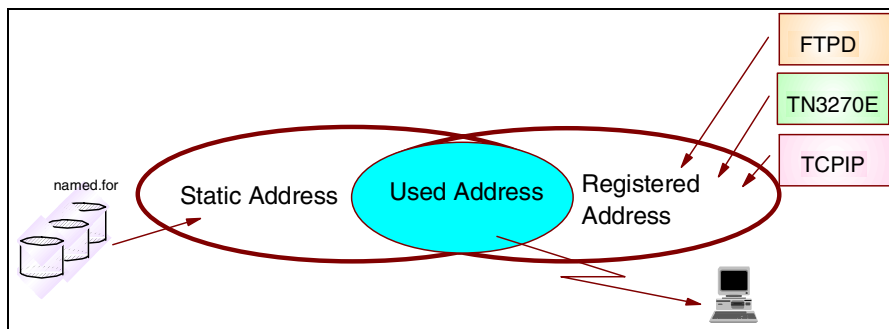 FTPD
TN3270E
TCPIP
named.for
Static Address
Used Address
Registered
Address